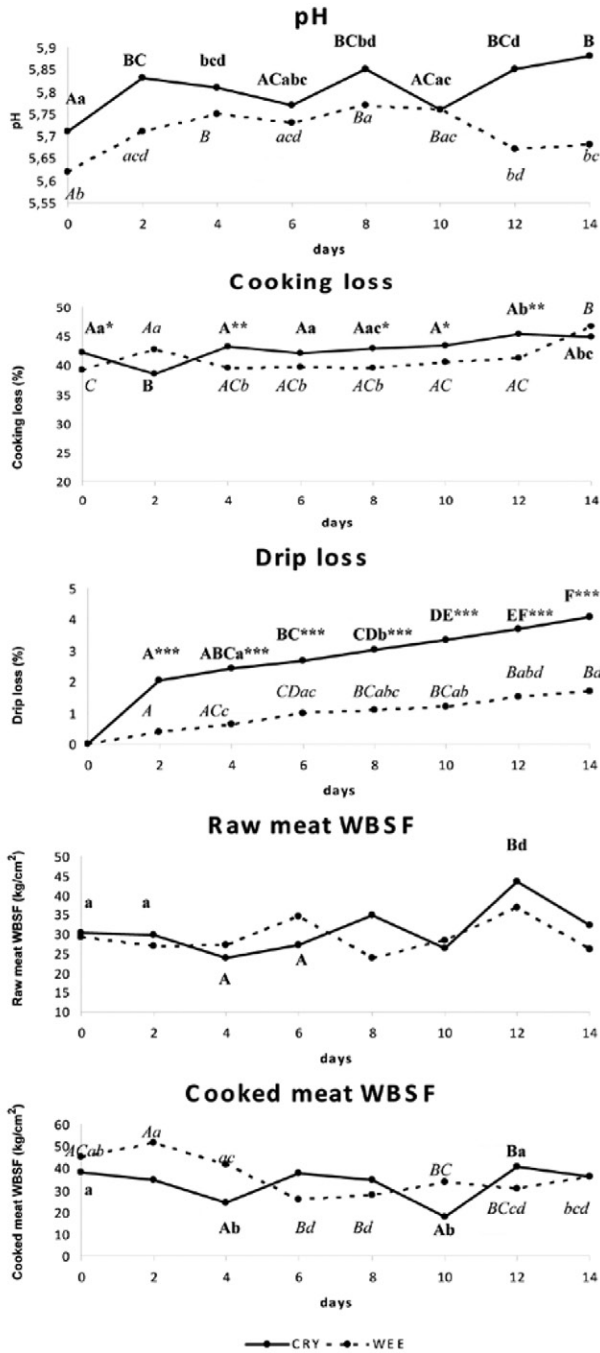 pH
5,9
5,85
5,8
5,75
5,7
5,65
5,6
5,55
pH
Aa BC bcd ACabc BCbd ACac BCd B
Ab acd B acd Ba Bac bd bc
0 2 4 6 8 10 12 14
days
Cooking loss
50
45
40
35
30
25
20
Cooking loss (%)
Aa* Aa A** Aa Aac* A* Ab** B
C B ACb ACb ACb AC AC Abc
0 2 4 6 8 10 12 14
days
Drip loss
5
4
3
2
1
0
Drip loss (%)
A*** ABCa*** BC*** CDb*** DE*** EF*** F***
A ACc CDac BCabc BCab Babd Bd
0 2 4 6 8 10 12 14
days
Raw meat WBSF
50
45
40
35
30
25
20
15
10
Raw meat WBSF (kg/cm²)
a a A A Bd
0 2 4 6 8 10 12 14
days
Cooked meat WBSF
60
50
40
30
20
10
0
Cooked meat WBSF (kg/cm²)
ACab Aa ac BC Ba
a Ab Bd Bd Ab BCcd bcd
0 2 4 6 8 10 12 14
days
CRY WEE